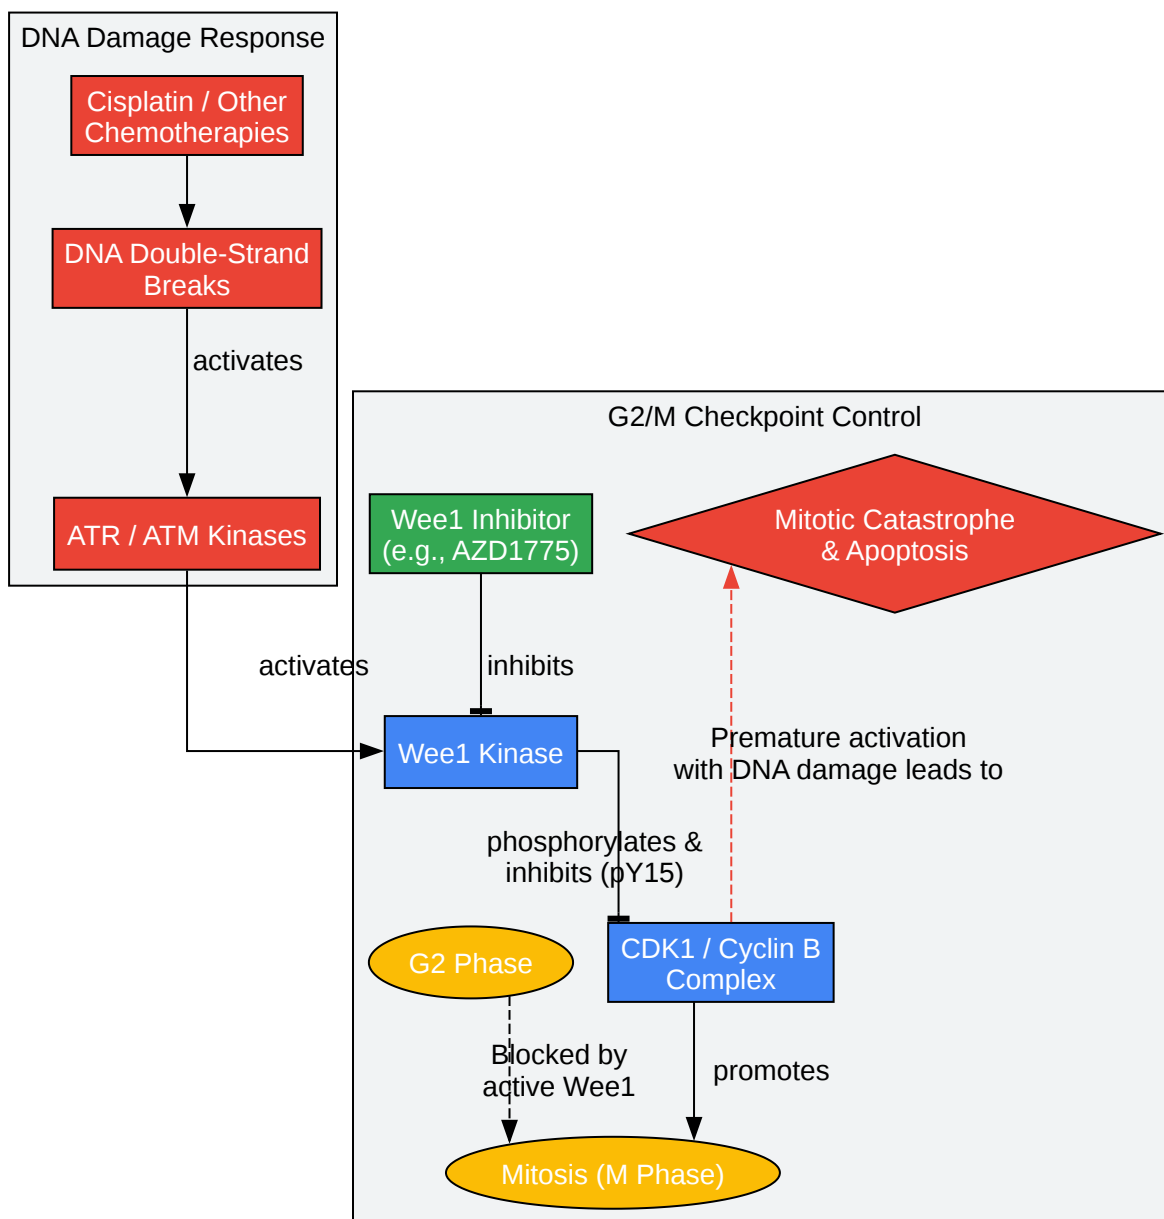 DNA Damage Response
Cisplatin / Other
Chemotherapies
DNA Double-Strand
Breaks
activates
ATR / ATM Kinases
G2/M Checkpoint Control
Wee1 Inhibitor
(e.g., AZD1775)
Mitotic Catastrophe
& Apoptosis
activates
inhibits
Wee1 Kinase
Premature activation
with DNA damage leads to
phosphorylates &
inhibits (pY15)
G2 Phase
CDK1 / Cyclin B
Complex
Blocked by
active Wee1
promotes
Mitosis (M Phase)